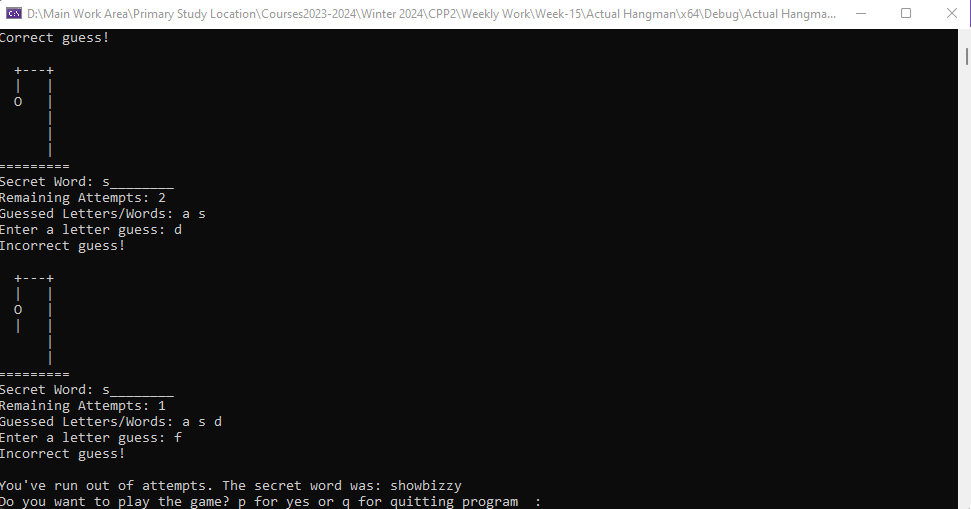 D:\Main Work Area\Primary Study Location\Courses2023-2024\Winter 2024\CPP2\Weekly Work\Week-15\Actual Hangman\x64\Debug\Actual Hangma...
Correct guess!
  +---+
  |   |
  O   |
      |
      |
      |
=========
Secret Word: s________
Remaining Attempts: 2
Guessed Letters/Words: a s
Enter a letter guess: d
Incorrect guess!
  +---+
  |   |
  O   |
  |   |
      |
      |
=========
Secret Word: s________
Remaining Attempts: 1
Guessed Letters/Words: a s d
Enter a letter guess: f
Incorrect guess!
You've run out of attempts. The secret word was: showbizzy
Do you want to play the game? p for yes or q for quitting program  :